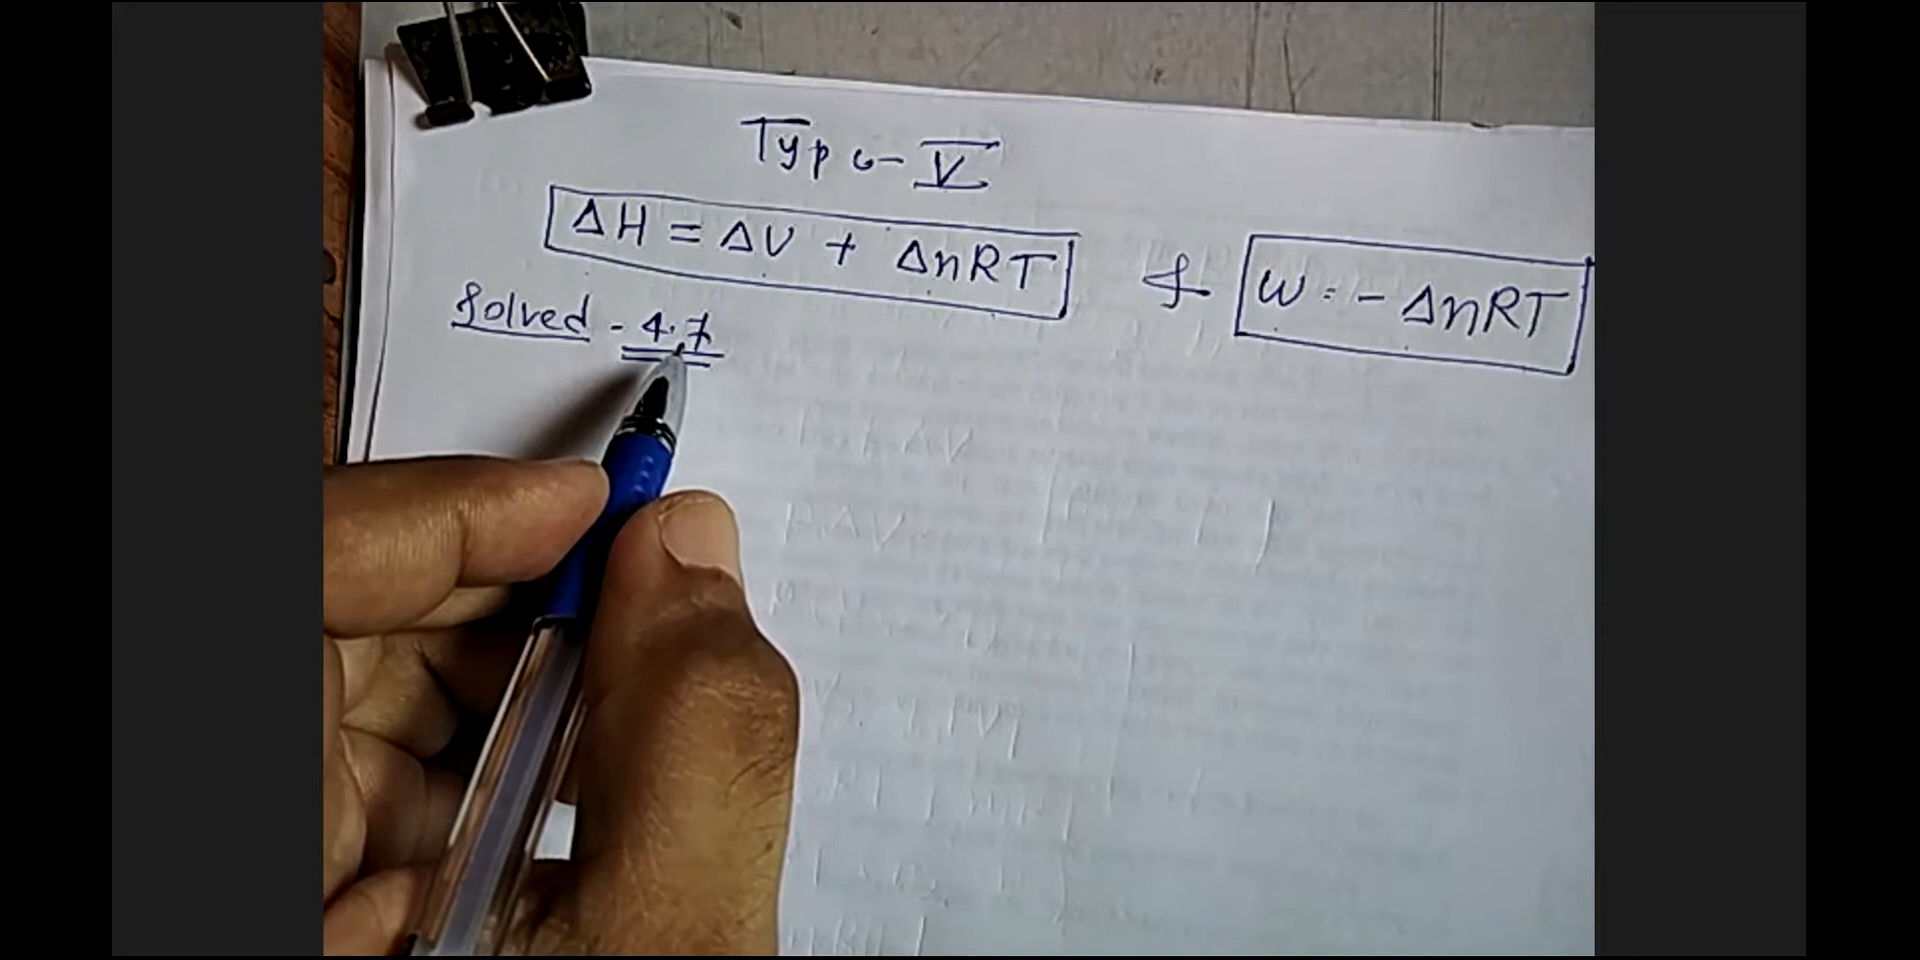 Type-V
ΔH = ΔU + ΔnRT & W = - ΔnRT
Solved - 4.7